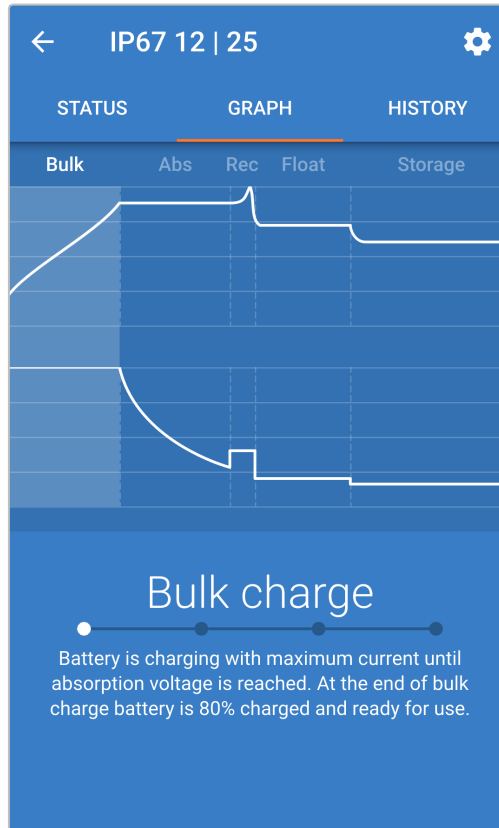 IP67 12 | 25
STATUS GRAPH HISTORY
Bulk Abs Rec Float Storage
Bulk charge
Battery is charging with maximum current until
absorption voltage is reached. At the end of bulk
charge battery is 80% charged and ready for use.